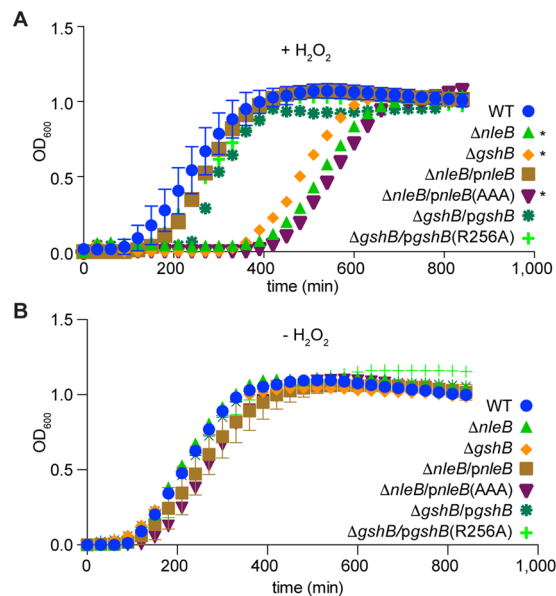 A
+ H₂O₂
1.5
1.0
OD₆₀₀
0.5
0.0
0
200
400
600
800
1,000
time (min)
WT
ΔnleB *
ΔgshB *
ΔnleB/pnleB
ΔnleB/pnleB(AAA) *
ΔgshB/pgshB
ΔgshB/pgshB(R256A)
B
- H₂O₂
1.5
1.0
OD₆₀₀
0.5
0.0
0
200
400
600
800
1,000
time (min)
WT
ΔnleB
ΔgshB
ΔnleB/pnleB
ΔnleB/pnleB(AAA)
ΔgshB/pgshB
ΔgshB/pgshB(R256A)